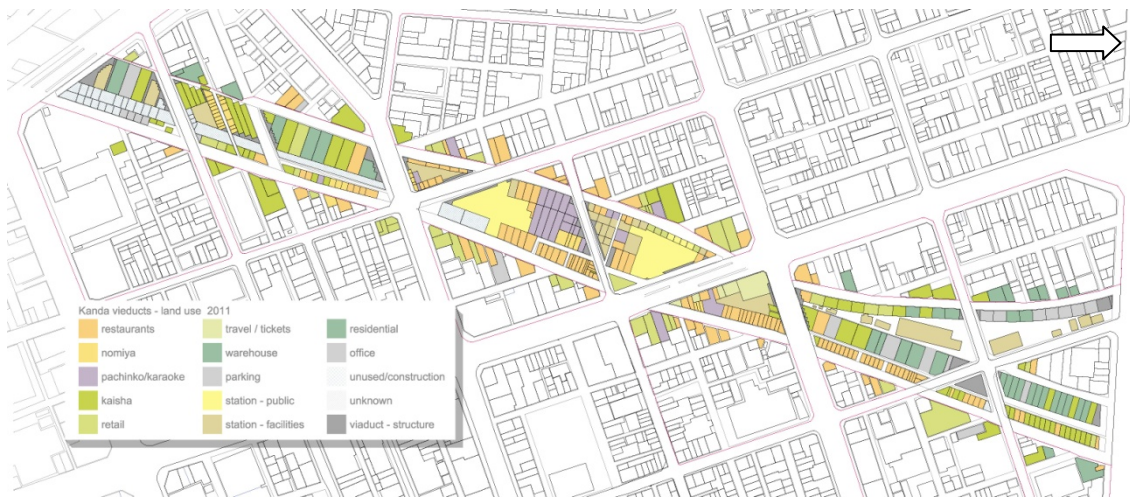 Kanda vieducts - land use 2011
restaurants
nomiya
pachinko/karaoke
kaisha
retail
travel / tickets
warehouse
parking
station - public
station - facilities
residential
office
unused/construction
unknown
viaduct - structure